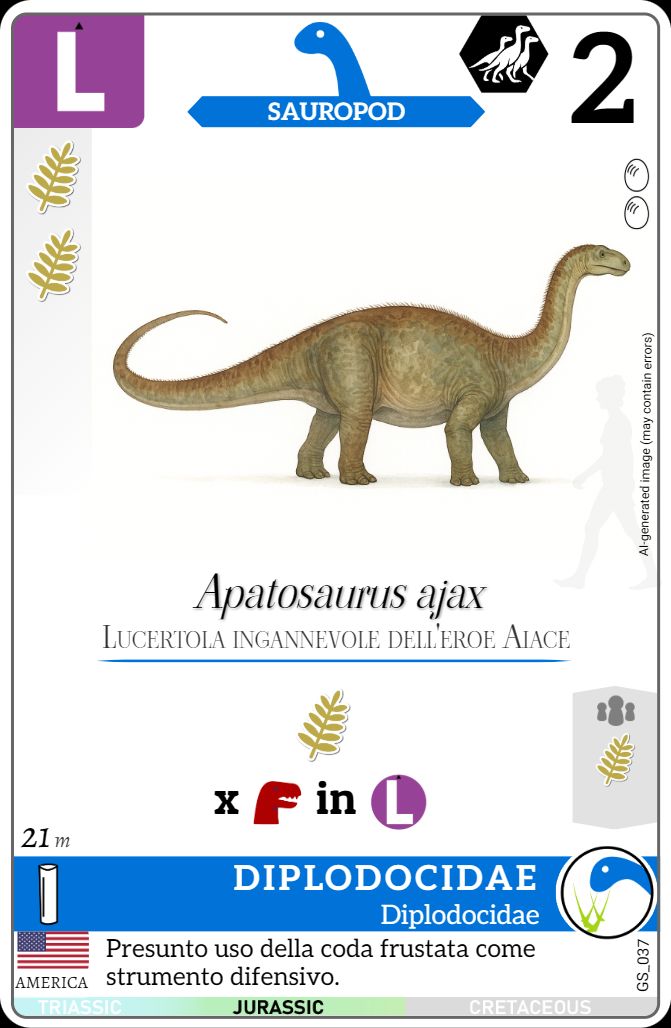 L
SAUROPOD
2
AI-generated image (may contain errors)
Apatosaurus ajax
Lucertola ingannevole dell'eroe Aiace
x in L
21 m
DIPLODOCIDAE
Diplodocidae
AMERICA
Presunto uso della coda frustata come
strumento difensivo.
GS_037
TRIASSIC JURASSIC CRETACEOUS